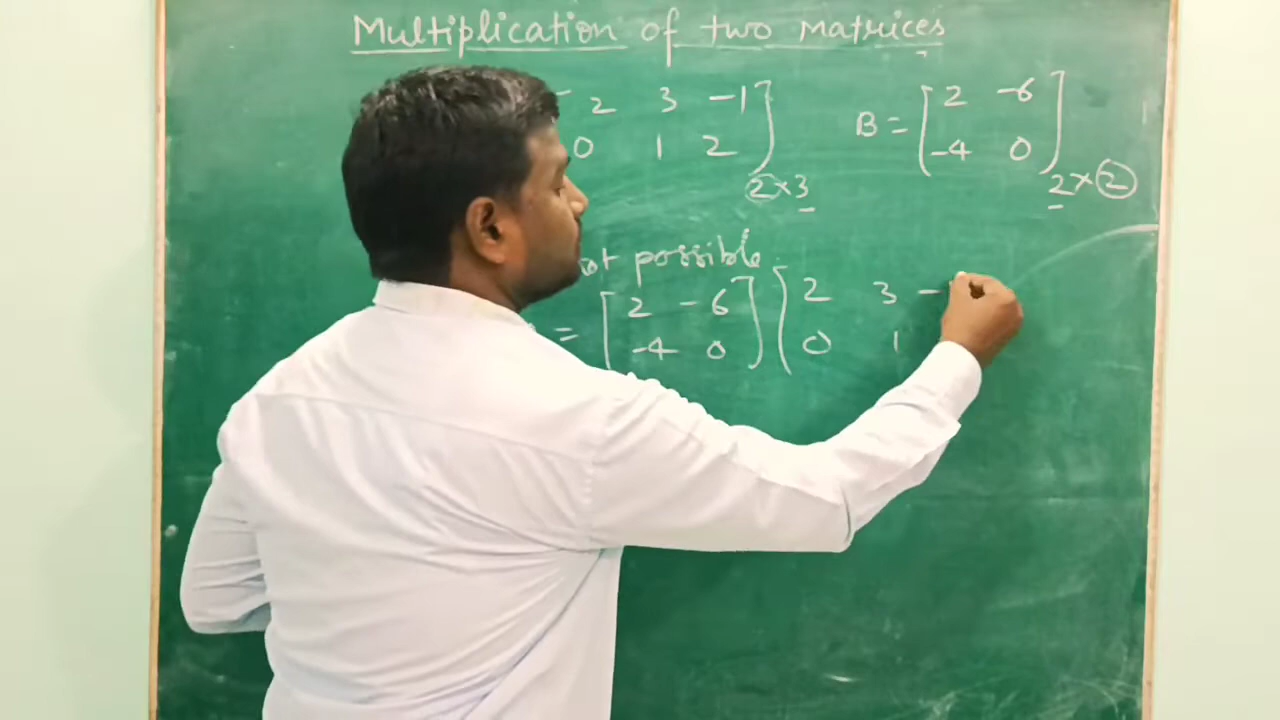 Multiplication of two matrices
2 3 -1 B = [ 2 -6
0 1 2 ] -4 0 ]
2×3 2×2
possible
= [ 2 -6 ] [ 2 3 -
-4 0 0 1